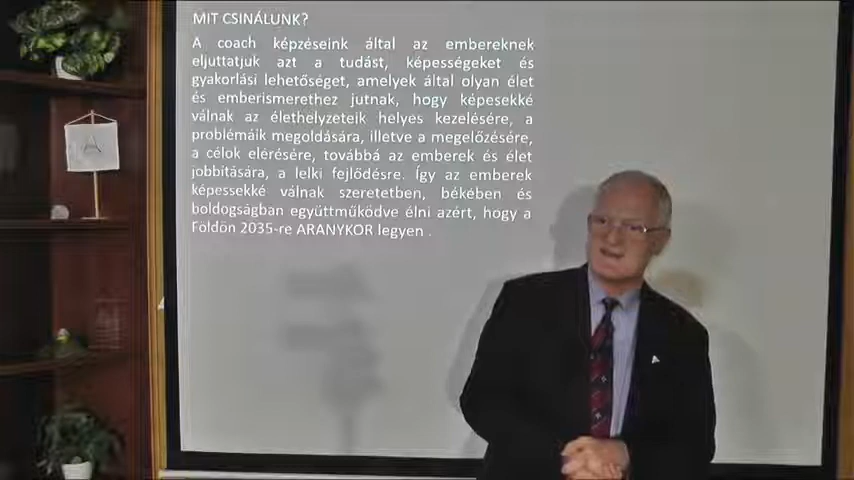 MIT CSINÁLUNK?
A coach képzéseink által az embereknek
eljuttatjuk azt a tudást, képességeket és
gyakorlási lehetőséget, amelyek által olyan élet
és emberismerethez jutnak, hogy képesekké
válnak az élethelyzeteik helyes kezelésére, a
problémáik megoldására, illetve a megelőzésére,
a célok elérésére, továbbá az emberek és élet
jobbítására, a lelki fejlődésre. Így az emberek
képessekké válnak szeretetben, békében és
boldogságban együttműködve élni azért, hogy a
Földön 2035-re ARANYKOR legyen .